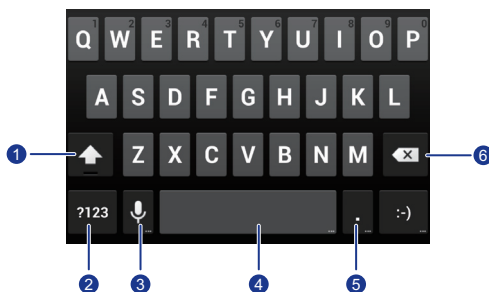 1 2 3 4 5 6 7 8 9 0
Q W E R T Y U I O P
A S D F G H J K L
1 Z X C V B N M 6
?123 ... ... . ... :-) ...
2 3 4 5